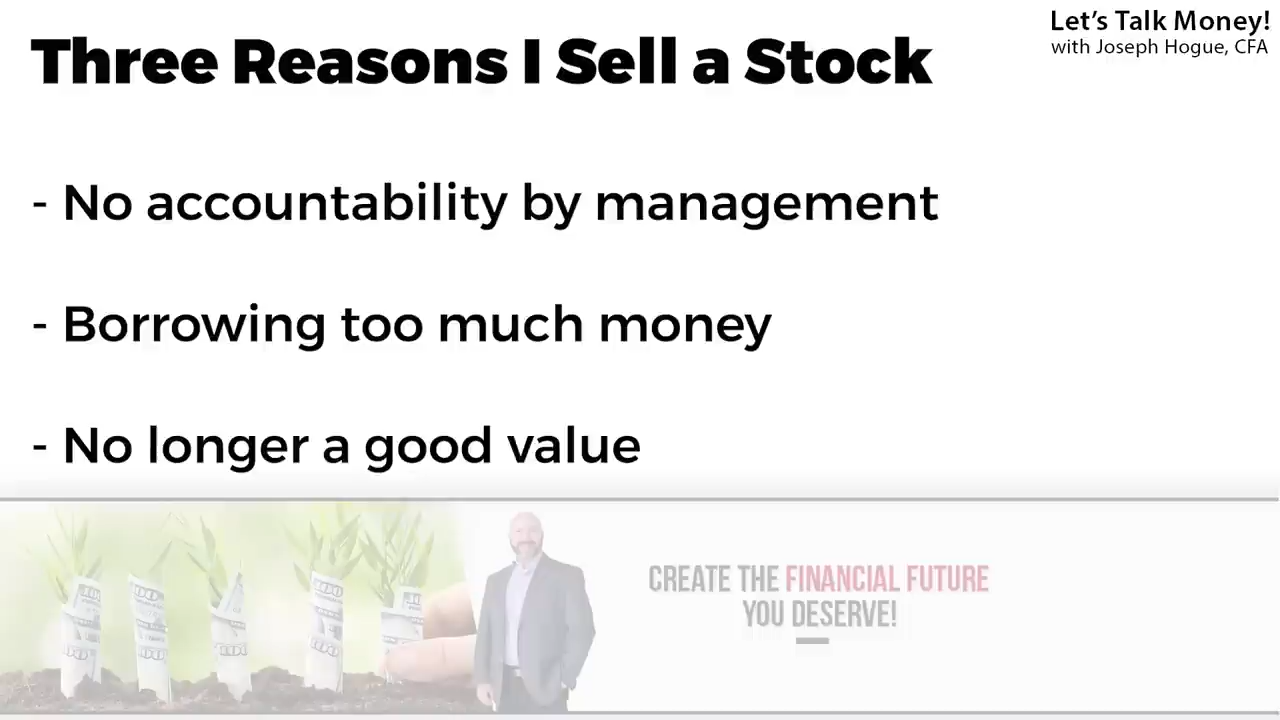 Let's Talk Money!
with Joseph Hogue, CFA
Three Reasons I Sell a Stock
- No accountability by management
- Borrowing too much money
- No longer a good value
CREATE THE FINANCIAL FUTURE
YOU DESERVE!